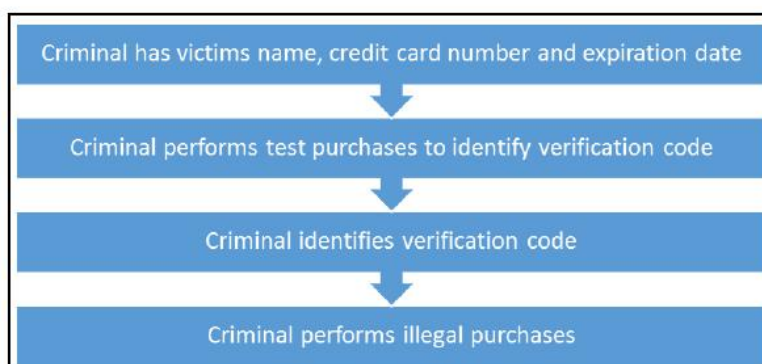 Criminal has victims name, credit card number and expiration date
Criminal performs test purchases to identify verification code
Criminal identifies verification code
Criminal performs illegal purchases